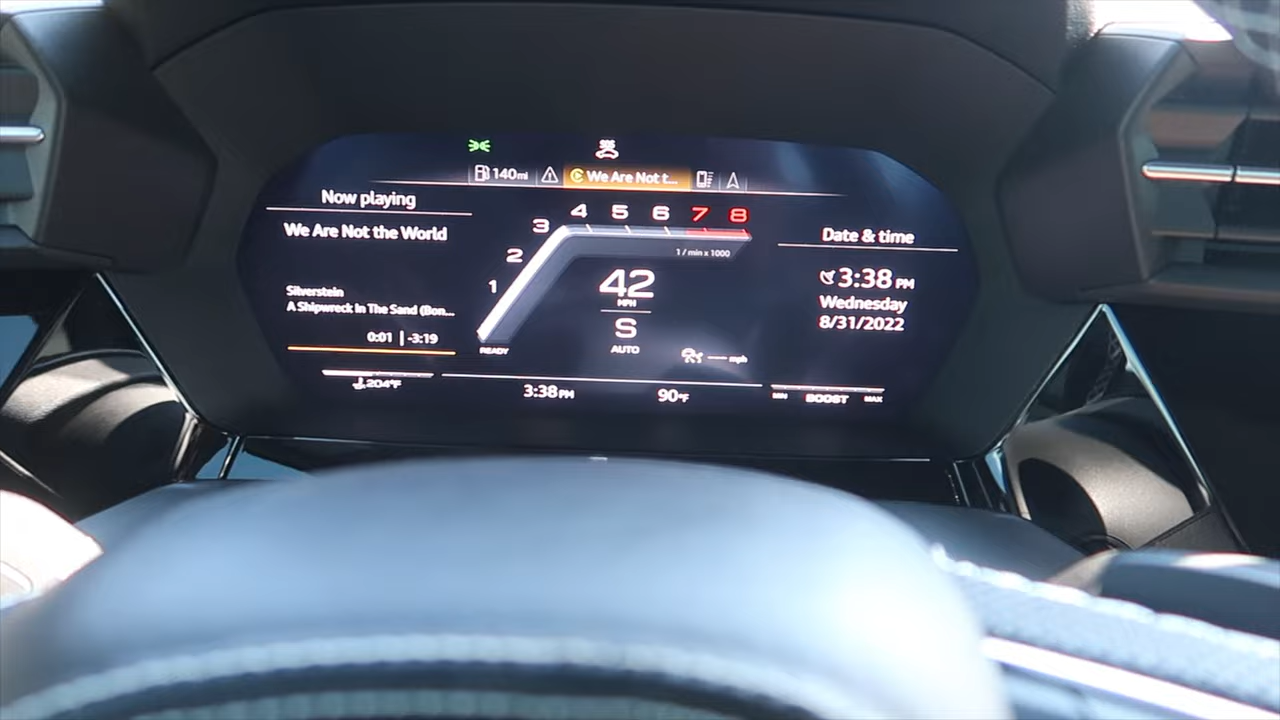 SOS
140mi
We Are Not t...
Now playing
We Are Not the World
Silverstein
A Shipwreck In The Sand (Bon...
0:01 | -3:19
204°F
1 2 3 4 5 6 7 8
1 / min x 1000
42
MPH
S
AUTO
READY
--- mph
3:38 PM
90°F
Date & time
3:38 PM
Wednesday
8/31/2022
MIN BOOST MAX